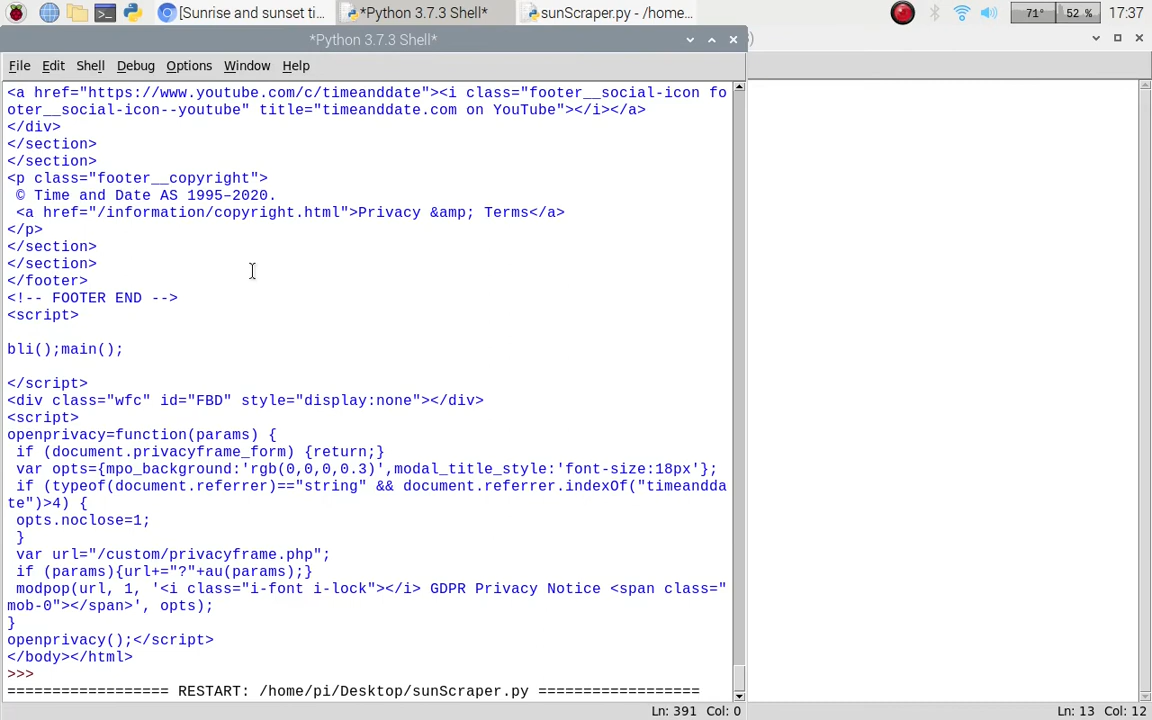 [Sunrise and sunset ti...
*Python 3.7.3 Shell*
sunScraper.py - /home...
71°
52 %
17:37
*Python 3.7.3 Shell*
)
File Edit Shell Debug Options Window Help
<a href="https://www.youtube.com/c/timeanddate"><i class="footer__social-icon fo
oter__social-icon--youtube" title="timeanddate.com on YouTube"></i></a>
</div>
</section>
</section>
<p class="footer__copyright">
© Time and Date AS 1995–2020.
<a href="/information/copyright.html">Privacy &amp; Terms</a>
</p>
</section>
</section>
</footer>
<!-- FOOTER END -->
<script>
bli();main();
</script>
<div class="wfc" id="FBD" style="display:none"></div>
<script>
openprivacy=function(params) {
if (document.privacyframe_form) {return;}
var opts={mpo_background:'rgb(0,0,0,0.3)',modal_title_style:'font-size:18px'};
if (typeof(document.referrer)=="string" && document.referrer.indexOf("timeandda
te")>4) {
opts.noclose=1;
}
var url="/custom/privacyframe.php";
if (params){url+="?"+au(params);}
modpop(url, 1, '<i class="i-font i-lock"></i> GDPR Privacy Notice <span class="
mob-0"></span>', opts);
}
openprivacy();</script>
</body></html>
>>>
================== RESTART: /home/pi/Desktop/sunScraper.py ==================
Ln: 391 Col: 0
Ln: 13 Col: 12